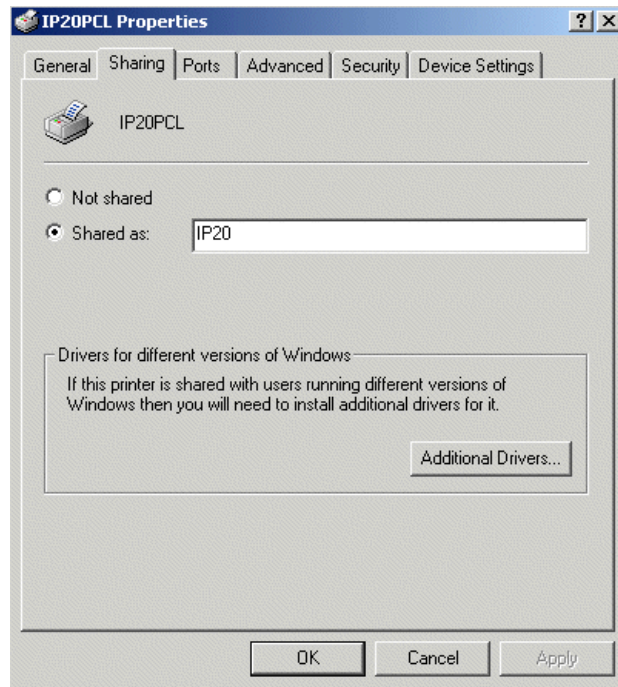 IP20PCL Properties
General Sharing Ports Advanced Security Device Settings
IP20PCL
Not shared
Shared as: IP20
Drivers for different versions of Windows
If this printer is shared with users running different versions of
Windows then you will need to install additional drivers for it.
Additional Drivers...
OK Cancel Apply